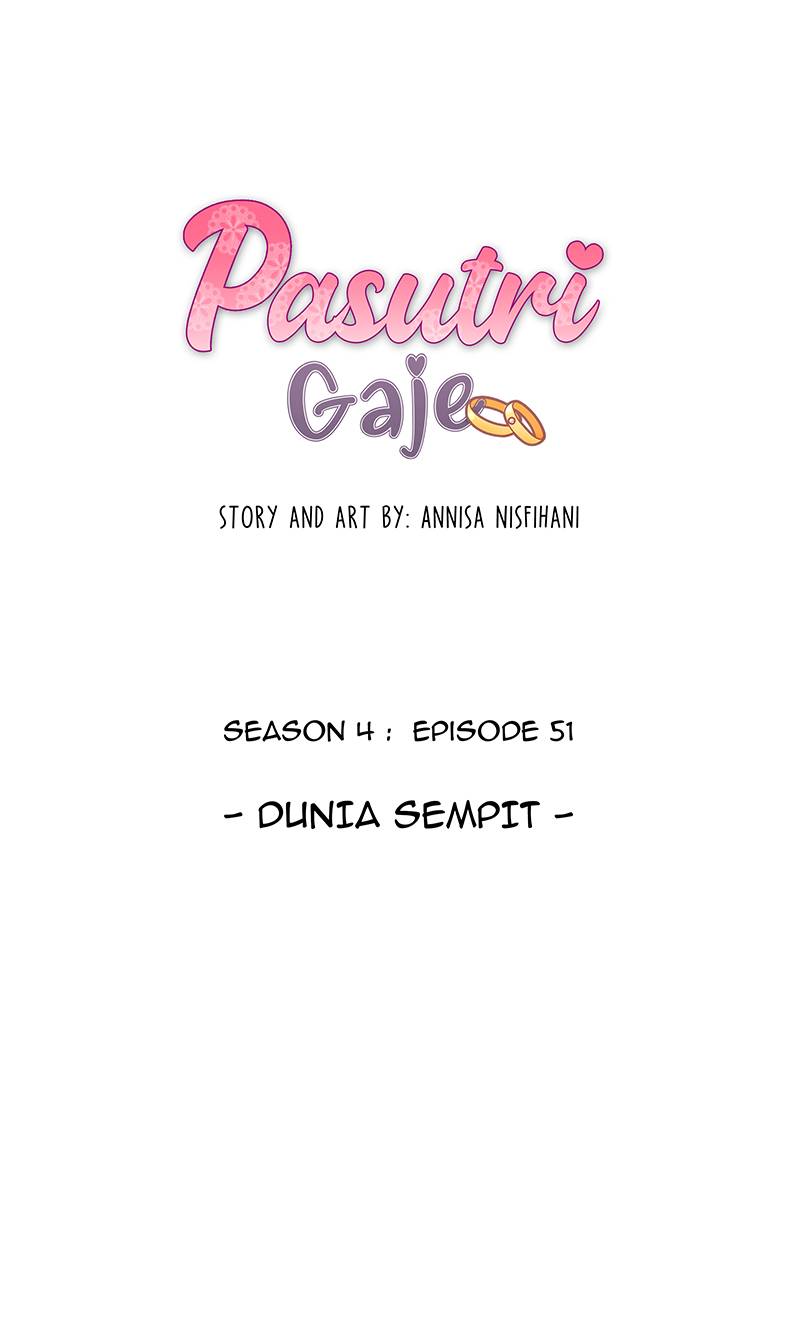 Pasutri
Gaje
STORY AND ART BY: ANNISA NISFIHANI
SEASON 4 : EPISODE 51
- DUNIA SEMPIT -